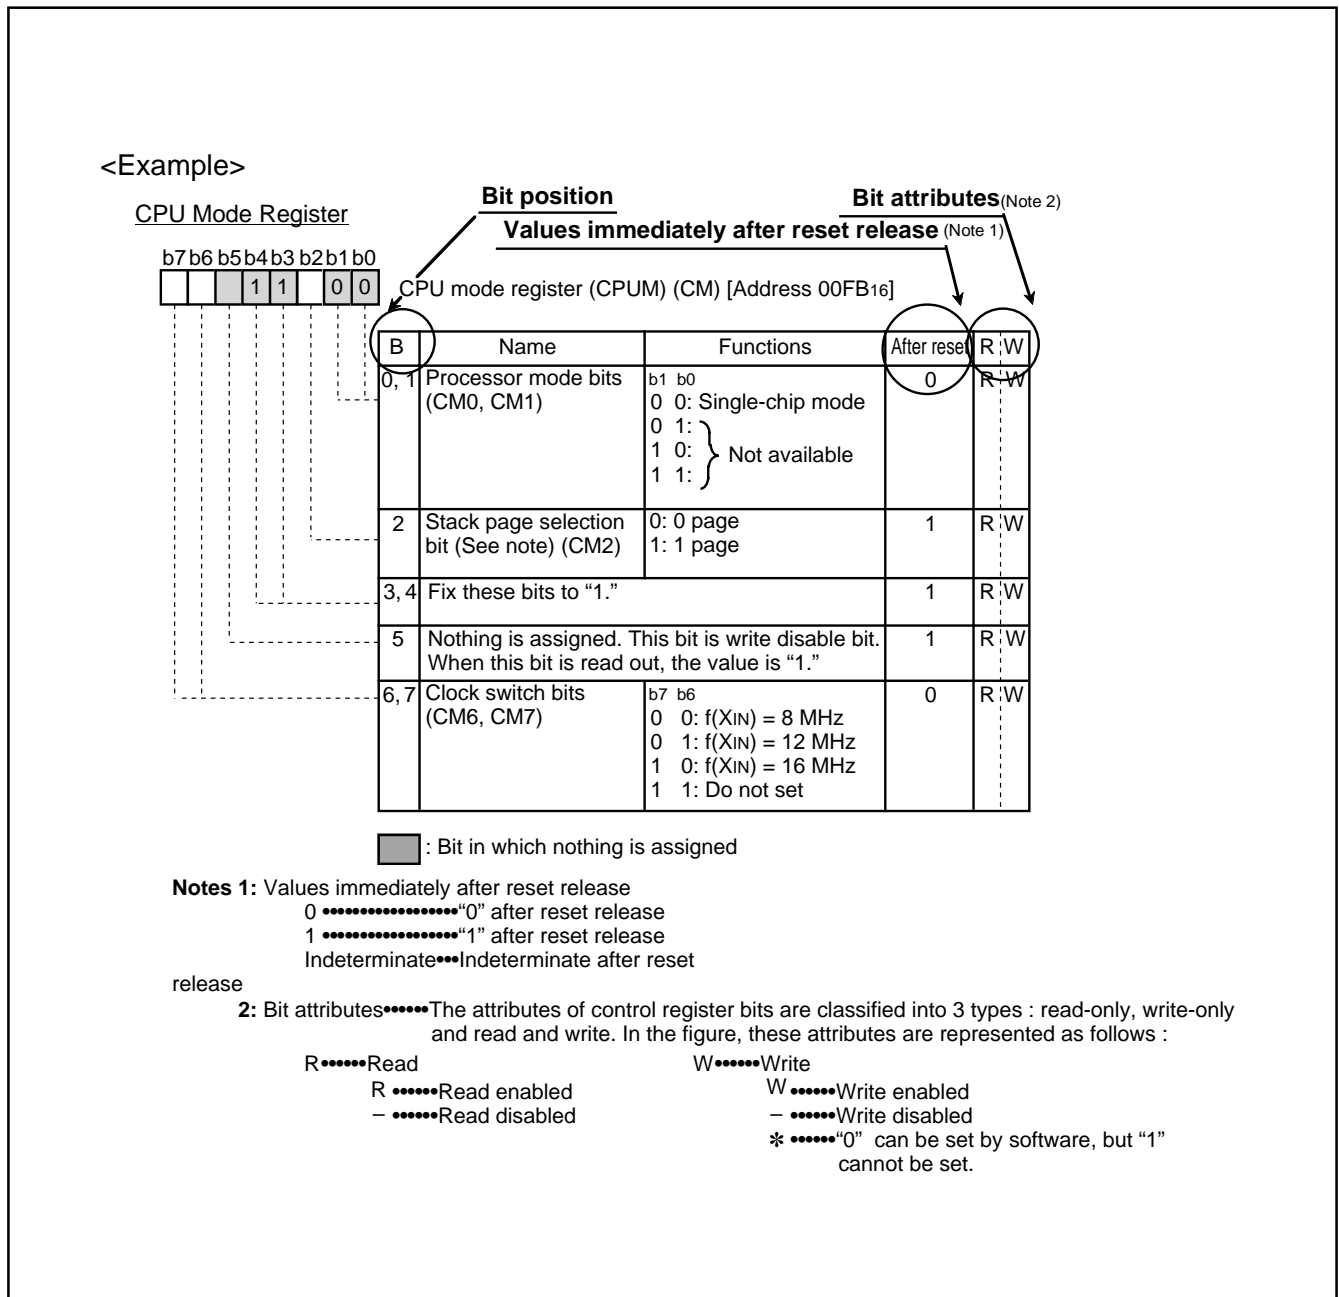 <Example>
Bit position
Bit attributes(Note 2)
CPU Mode Register
Values immediately after reset release (Note 1)
b7 b6 b5 b4 b3 b2 b1 b0
1 1 0 0
CPU mode register (CPUM) (CM) [Address 00FB16]
B Name Functions After reset R W
0, 1 Processor mode bits b1 b0 0 R W
(CM0, CM1) 0 0: Single-chip mode
0 1:
1 0: Not available
1 1:
2 Stack page selection 0: 0 page 1 R W
bit (See note) (CM2) 1: 1 page
3, 4 Fix these bits to “1.” 1 R W
5 Nothing is assigned. This bit is write disable bit. 1 R W
When this bit is read out, the value is “1.”
6, 7 Clock switch bits b7 b6 0 R W
(CM6, CM7) 0 0: f(XIN) = 8 MHz
0 1: f(XIN) = 12 MHz
1 0: f(XIN) = 16 MHz
1 1: Do not set
: Bit in which nothing is assigned
Notes 1: Values immediately after reset release
0 ••••••••••••••••••“0” after reset release
1 ••••••••••••••••••“1” after reset release
Indeterminate•••Indeterminate after reset
release
2: Bit attributes••••••The attributes of control register bits are classified into 3 types : read-only, write-only
and read and write. In the figure, these attributes are represented as follows :
R••••••Read W••••••Write
R ••••••Read enabled W ••••••Write enabled
– ••••••Read disabled – ••••••Write disabled
✻ ••••••“0” can be set by software, but “1”
cannot be set.